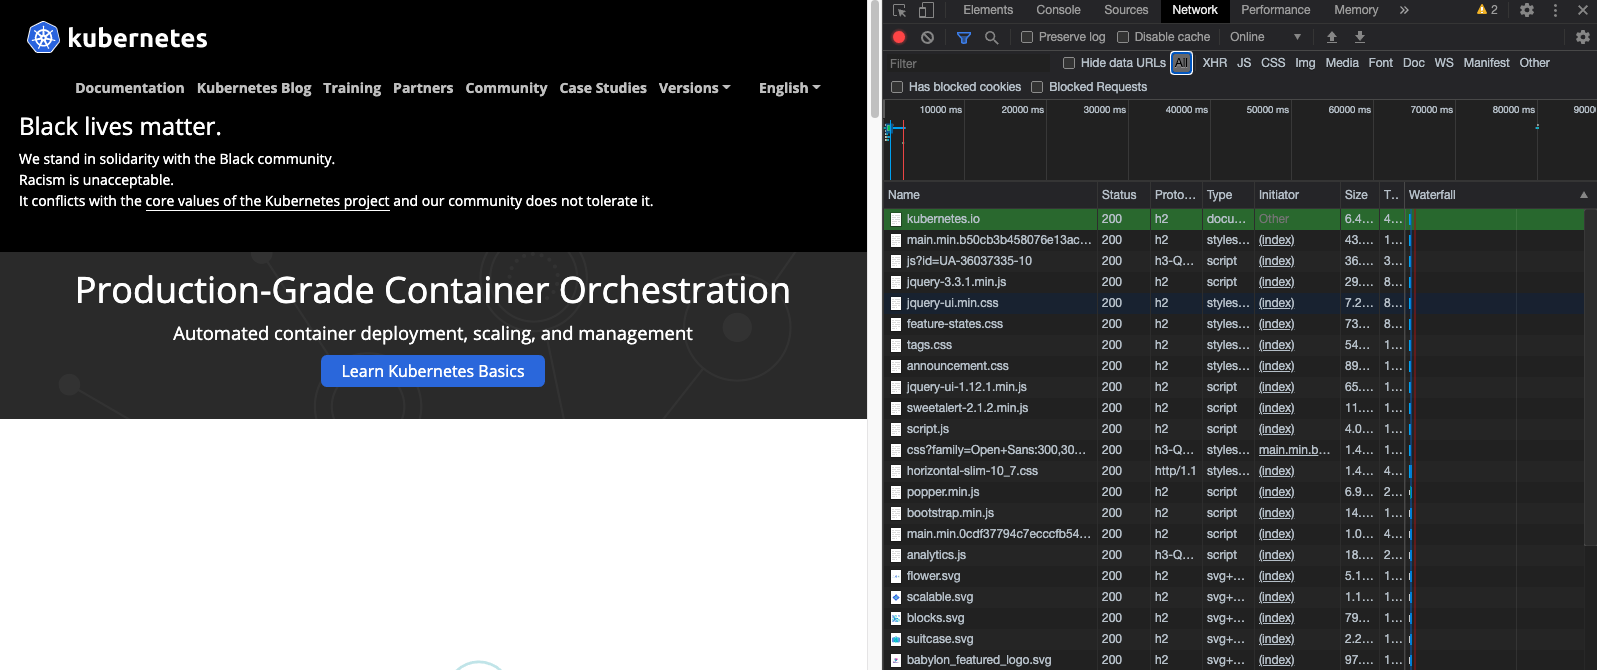 kubernetes
Documentation Kubernetes Blog Training Partners Community Case Studies Versions English
Black lives matter.
We stand in solidarity with the Black community.
Racism is unacceptable.
It conflicts with the core values of the Kubernetes project and our community does not tolerate it.
Production-Grade Container Orchestration
Automated container deployment, scaling, and management
Learn Kubernetes Basics
Elements Console Sources Network Performance Memory » 2
Preserve log Disable cache Online
Filter Hide data URLs All XHR JS CSS Img Media Font Doc WS Manifest Other
Has blocked cookies Blocked Requests
10000 ms 20000 ms 30000 ms 40000 ms 50000 ms 60000 ms 70000 ms 80000 ms 9000
Name Status Proto... Type Initiator Size T... Waterfall
kubernetes.io 200 h2 docu... Other 6.4... 4...
main.min.b50cb3b458076e13ac... 200 h2 styles... (index) 43.... 1...
js?id=UA-36037335-10 200 h3-Q... script (index) 36.... 3...
jquery-3.3.1.min.js 200 h2 script (index) 29.... 8...
jquery-ui.min.css 200 h2 styles... (index) 7.2... 8...
feature-states.css 200 h2 styles... (index) 73... 8...
tags.css 200 h2 styles... (index) 54... 1...
announcement.css 200 h2 styles... (index) 89... 1...
jquery-ui-1.12.1.min.js 200 h2 script (index) 65.... 1...
sweetalert-2.1.2.min.js 200 h2 script (index) 11.... 1...
script.js 200 h2 script (index) 4.0... 1...
css?family=Open+Sans:300,30... 200 h3-Q... styles... main.min.b... 1.4... 1...
horizontal-slim-10_7.css 200 http/1.1 styles... (index) 1.4... 4...
popper.min.js 200 h2 script (index) 6.9... 2...
bootstrap.min.js 200 h2 script (index) 14.... 1...
main.min.0cdf37794c7ecccfb54... 200 h2 script (index) 1.0... 4...
analytics.js 200 h3-Q... script (index) 18.... 2...
flower.svg 200 h2 svg+... (index) 5.1... 1...
scalable.svg 200 h2 svg+... (index) 1.1... 1...
blocks.svg 200 h2 svg+... (index) 79... 1...
suitcase.svg 200 h2 svg+... (index) 2.2... 1...
babylon_featured_logo.svg 200 h2 svg+... (index) 97.... 1...